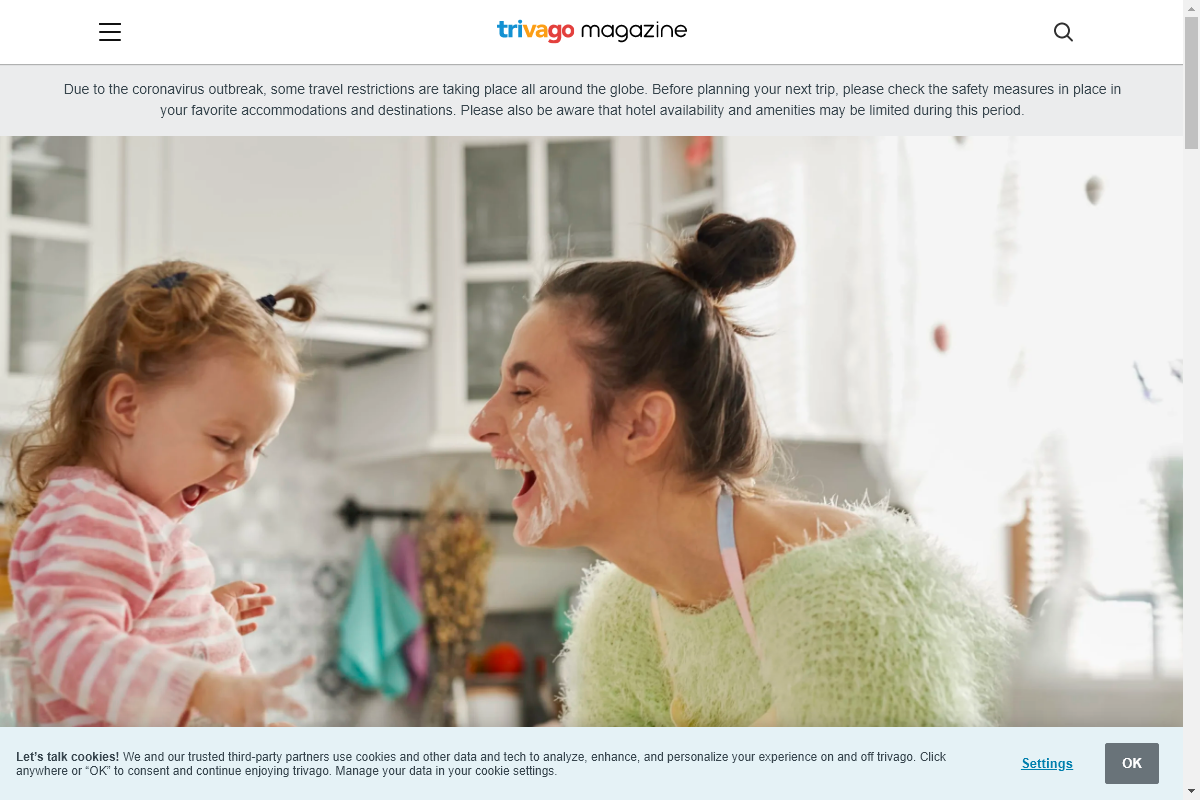 trivago magazine
Due to the coronavirus outbreak, some travel restrictions are taking place all around the globe. Before planning your next trip, please check the safety measures in place in
your favorite accommodations and destinations. Please also be aware that hotel availability and amenities may be limited during this period.
Let's talk cookies! We and our trusted third-party partners use cookies and other data and tech to analyze, enhance, and personalize your experience on and off trivago. Click
anywhere or “OK” to consent and continue enjoying trivago. Manage your data in your cookie settings.
Settings
OK